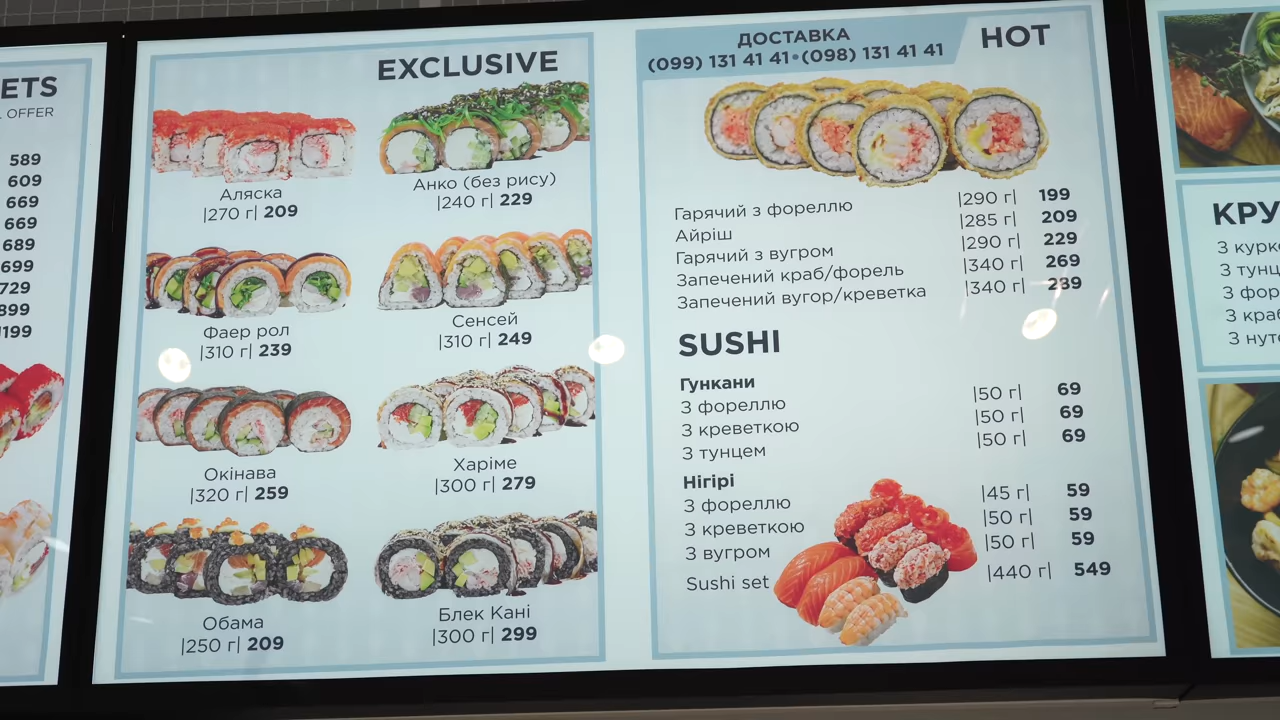 ETS
OFFER
589
609
669
669
689
699
729
899
1199
EXCLUSIVE
Аляска
|270 г| 209
Анко (без рису)
|240 г| 229
Фаер рол
|310 г| 239
Сенсей
|310 г| 249
Окінава
|320 г| 259
Харіме
|300 г| 279
Обама
|250 г| 209
Блек Кані
|300 г| 299
ДОСТАВКА
(099) 131 41 41•(098) 131 41 41
HOT
Гарячий з фореллю |290 г| 199
Айріш |285 г| 209
Гарячий з вугром |290 г| 229
Запечений краб/форель |340 г| 269
Запечений вугор/креветка |340 г| 289
SUSHI
Гункани
З фореллю |50 г| 69
З креветкою |50 г| 69
З тунцем |50 г| 69
Нігірі
З фореллю |45 г| 59
З креветкою |50 г| 59
З вугром |50 г| 59
Sushi set |440 г| 549
КРУ
З курк
З тунц
З фор
З краб
З нут